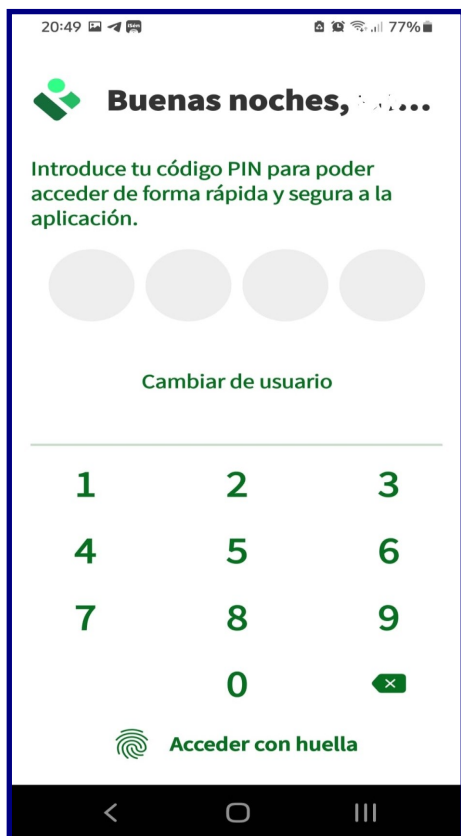 20:49 77%
Buenas noches,
Introduce tu código PIN para poder
acceder de forma rápida y segura a la
aplicación.
Cambiar de usuario
1 2 3
4 5 6
7 8 9
0
Acceder con huella